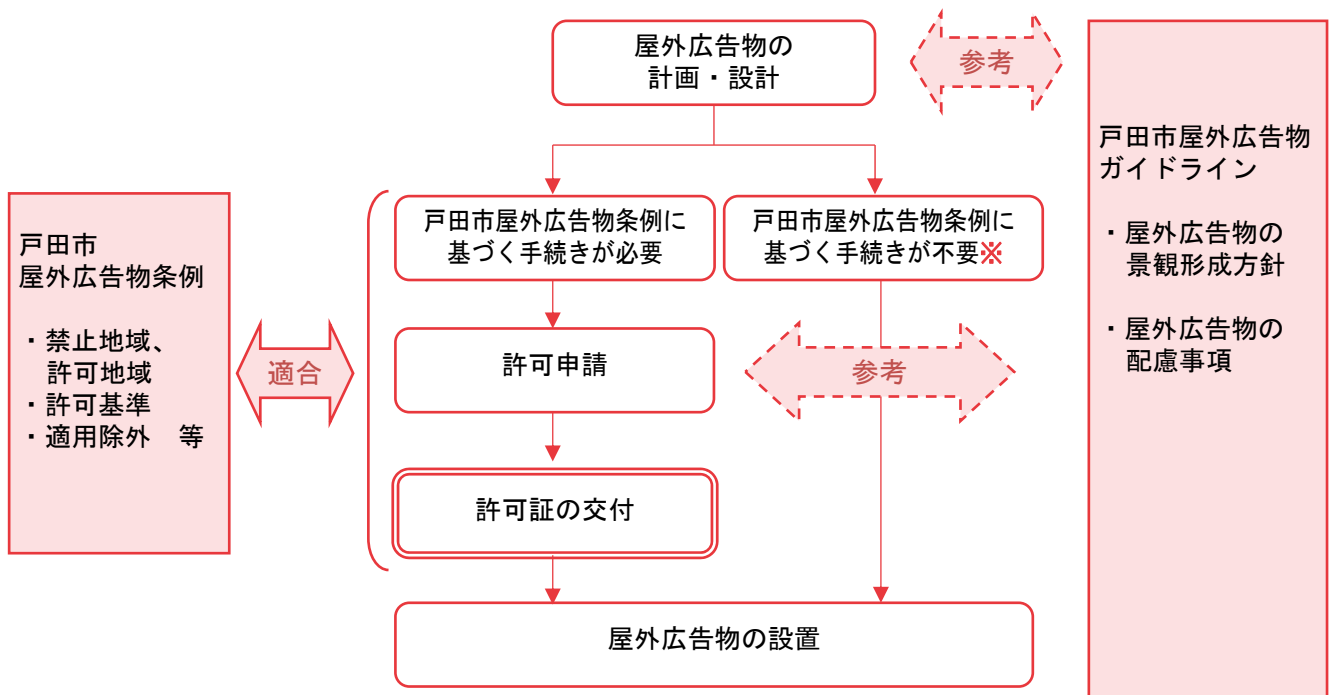 屋外広告物の
計画・設計
参考
戸田市屋外広告物
ガイドライン
・屋外広告物の
景観形成方針
・屋外広告物の
配慮事項
戸田市
屋外広告物条例
・禁止地域、
許可地域
・許可基準
・適用除外　等
適合
戸田市屋外広告物条例に
基づく手続きが必要
戸田市屋外広告物条例に
基づく手続きが不要※
許可申請
参考
許可証の交付
屋外広告物の設置